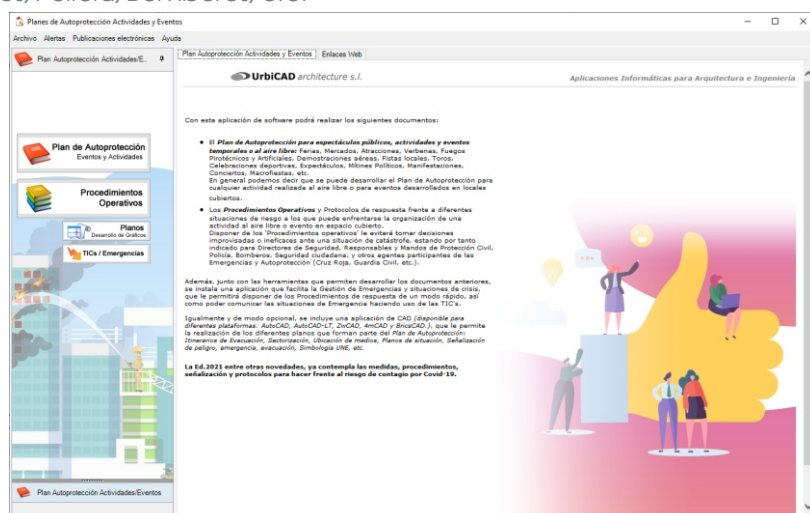 Planes de Autoprotección Actividades y Eventos
Archivo Alertas Publicaciones electrónicas Ayuda
Plan Autoprotección Actividades/E..
Plan Autoprotección Actividades y Eventos Enlaces Web
UrbiCAD architecture s.l.
Aplicaciones Informáticas para Arquitectura e Ingeniería
Plan de Autoprotección
Eventos y Actividades
Procedimientos
Operativos
Planos
Desarrollo de Gráficos
TICs / Emergencias
Con esta aplicación de software podrá realizar los siguientes documentos:
• El Plan de Autoprotección para espectáculos públicos, actividades y eventos
temporales o al aire libre: Ferias, Mercados, Atracciones, Verbenas, Fuegos
Pirotécnicos y Artificiales, Demostraciones aéreas, Fistas locales, Toros,
Celebraciones deportivas, Espectáculos, Mítines Políticos, Manifestaciones,
Conciertos, Macrofiestas, etc.
En general podemos decir que se puede desarrollar el Plan de Autoprotección para
cualquier actividad realizada al aire libre o para eventos desarrollados en locales
cubiertos.
• Los Procedimientos Operativos y Protocolos de respuesta frente a diferentes
situaciones de riesgo a los que puede enfrentarse la organización de una
actividad al aire libre o evento en espacio cubierto.
Disponer de los 'Procedimientos operativos' le evitará tomar decisiones
improvisadas o ineficaces ante una situación de catástrofe, estando por tanto
indicado para Directores de Seguridad, Responsables y Mandos de Protección Civil,
Policía, Bomberos, Seguridad ciudadana, y otros agentes participantes de las
Emergencias y Autoprotección (Cruz Roja, Guardia Civil, etc.).
Además, junto con las herramientas que permiten desarrollar los documentos anteriores,
se instala una aplicación que facilita la Gestión de Emergencias y situaciones de crisis,
que le permitirá disponer de los Procedimientos de respuesta de un modo rápido, así
como poder comunicar las situaciones de Emergencia haciendo uso de las TIC's.
Igualmente y de modo opcional, se incluye una aplicación de CAD (disponible para
diferentes plataformas: AutoCAD, AutoCAD-LT, ZwCAD, 4mCAD y BricsCAD.), que le permite
la realización de los diferentes planos que forman parte del Plan de Autoprotección:
Itinerarios de Evacuación, Sectorización, Ubicación de medios, Planos de situación, Señalización
de peligro, emergencia, evacuación, Simbología UNE, etc.
La Ed.2021 entre otras novedades, ya contempla las medidas, procedimientos,
señalización y protocolos para hacer frente al riesgo de contagio por Covid-19.
Plan Autoprotección Actividades/Eventos